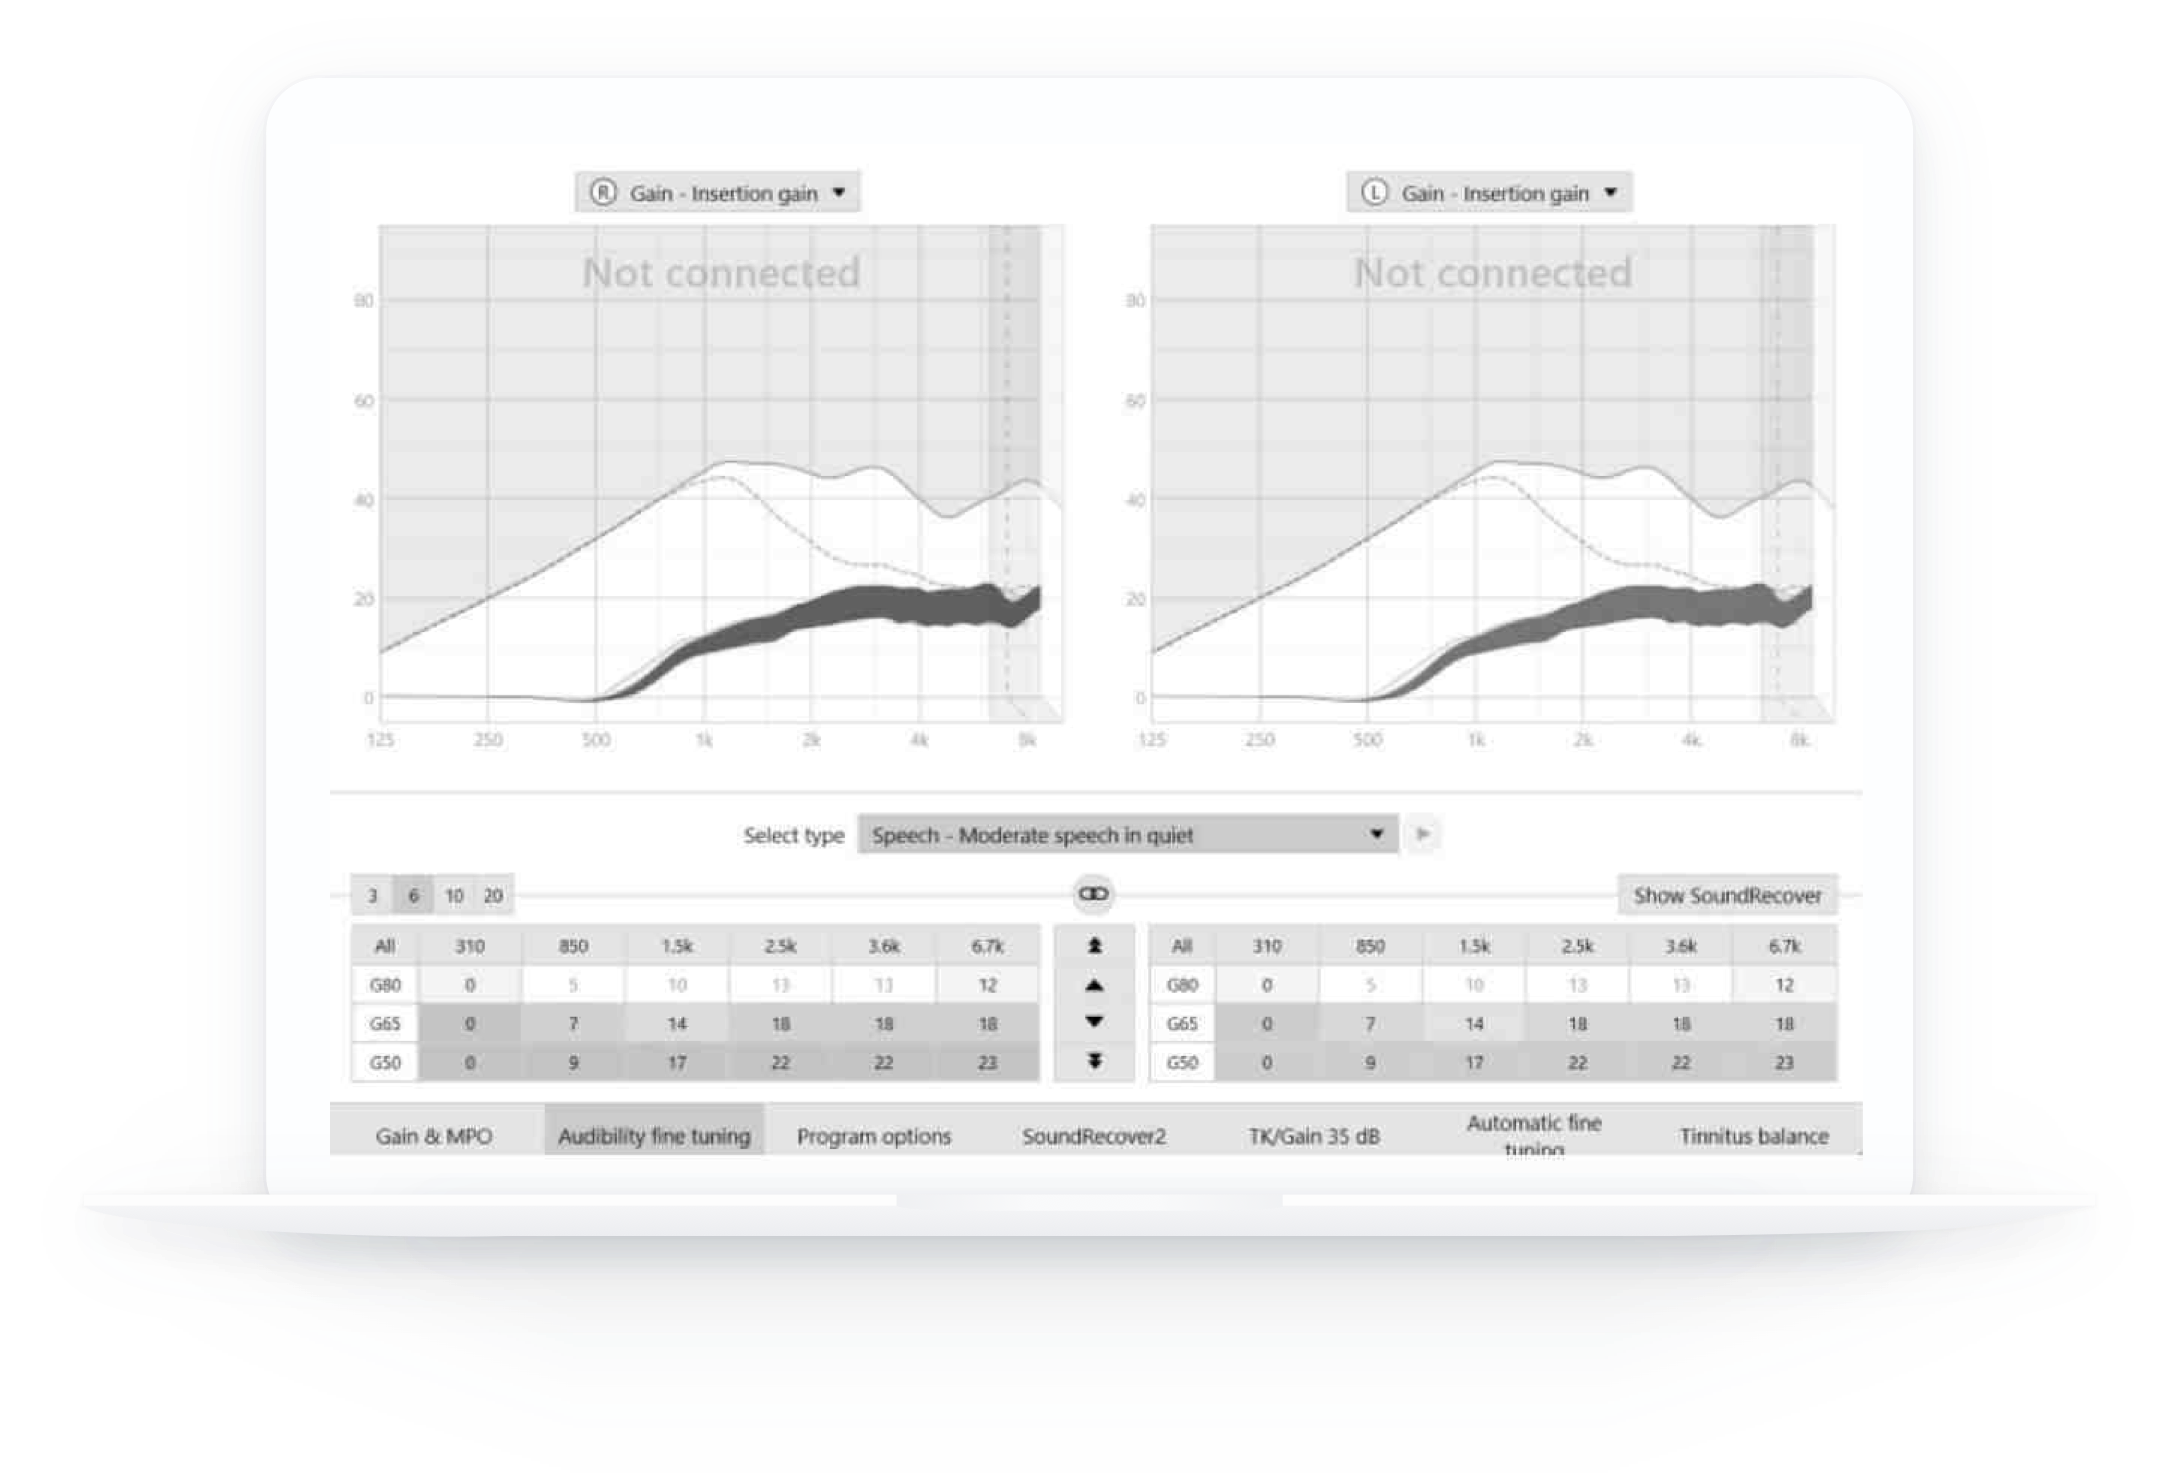 R Gain - Insertion gain
L Gain - Insertion gain
Not connected
Not connected
80
60
40
20
0
125 250 500 1k 2k 4k 8k
80
60
40
20
0
125 250 500 1k 2k 4k 8k
Select type Speech - Moderate speech in quiet
3 6 10 20
Show SoundRecover
All 310 850 1.5k 2.5k 3.6k 6.7k
G80 0 5 10 13 13 12
G65 0 7 14 18 18 18
G50 0 9 17 22 22 23
All 310 850 1.5k 2.5k 3.6k 6.7k
G80 0 5 10 13 13 12
G65 0 7 14 18 18 18
G50 0 9 17 22 22 23
Gain & MPO
Audibility fine tuning
Program options
SoundRecover2
TK/Gain 35 dB
Automatic fine
tuning
Tinnitus balance